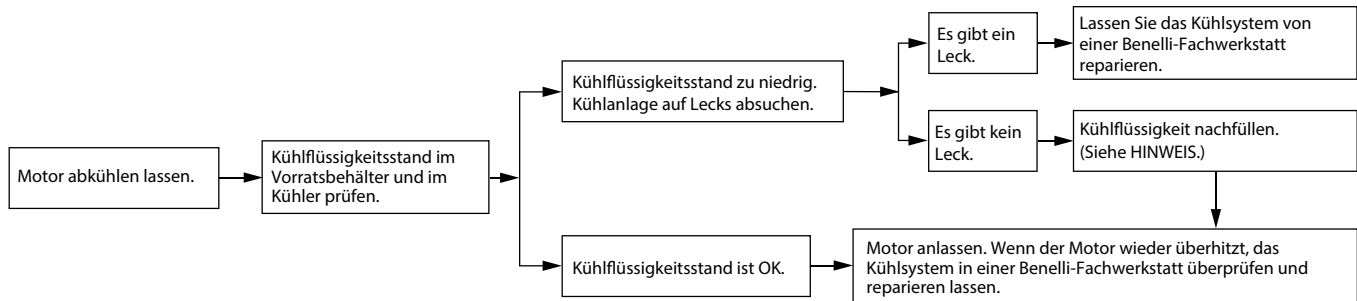 Motor abkühlen lassen.
Kühlflüssigkeitsstand im
Vorratsbehälter und im
Kühler prüfen.
Kühlflüssigkeitsstand zu niedrig.
Kühlanlage auf Lecks absuchen.
Es gibt ein
Leck.
Lassen Sie das Kühlsystem von
einer Benelli-Fachwerkstatt
reparieren.
Es gibt kein
Leck.
Kühlflüssigkeit nachfüllen.
(Siehe HINWEIS.)
Kühlflüssigkeitsstand ist OK.
Motor anlassen. Wenn der Motor wieder überhitzt, das
Kühlsystem in einer Benelli-Fachwerkstatt überprüfen und
reparieren lassen.